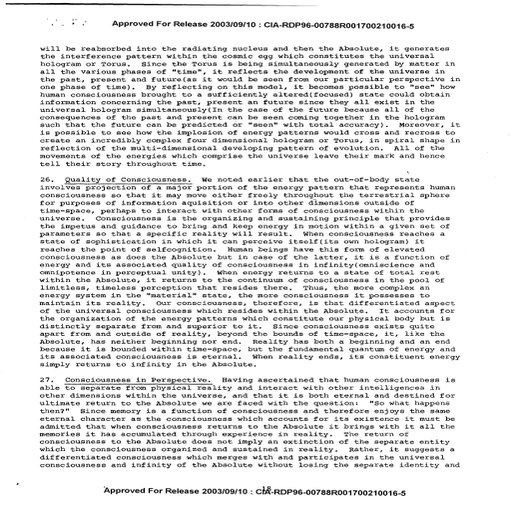 Approved For Release 2003/09/10 : CIA-RDP96-00788R001700210016-5
will be reabsorbed into the radiating nucleus and then the Absolute, it generates
the interference pattern within the cosmic egg which constitutes the universal
hologram or Torus. Since the Torus is being simultaneously generated by matter in
all the various phases of "time", it reflects the development of the universe in
the past, present and future(as it would be seen from our particular perspective in
one phase of time). By reflecting on this model, it becomes possible to "see" how
human consciousness brought to a sufficiently altered(focused) state could obtain
information concerning the past, present an future since they all exist in the
universal hologram simultaneously(In the case of the future because all of the
consequences of the past and present can be seen coming together in the hologram
such that the future can be predicted or "seen" with total accuracy). Moreover, it
is possible to see how the implosion of energy patterns would cross and recross to
create an incredibly complex four dimensional hologram or Torus, in spiral shape in
reflection of the multi-dimensional developing pattern of evolution. All of the
movements of the energies which comprise the universe leave their mark and hence
tell their story throughout time.
26. Quality of Consciousness. We noted earlier that the out-of-body state
involves projection of a major portion of the energy pattern that represents human
consciousness so that it may move either freely throughout the terrestrial sphere
for purposes of information aquisition or into other dimensions outside of
time-space, perhaps to interact with other forms of consciousness within the
universe. Consciousness is the organizing and sustaining principle that provides
the impetus and guidance to bring and keep energy in motion within a given set of
parameters so that a specific reality will result. When consciousness reaches a
state of sophistication in which it can perceive itself(its own hologram) it
reaches the point of selfcognition. Human beings have this form of elevated
consciousness as does the Absolute but in case of the latter, it is a function of
energy and its associated quality of consciousness in infinity(omniscience and
omnipotence in perceptual unity). When energy returns to a state of total rest
within the Absolute, it returns to the continuum of consciousness in the pool of
limitless, timeless perception that resides there. Thus, the more complex an
energy system in the "material" state, the more consciousness it possesses to
maintain its reality. Our consciousness, therefore, is that differentiated aspect
of the universal consciousness which resides within the Absolute. It accounts for
the organization of the energy patterns which constitute our physical body but is
distinctly separate from and superior to it. Since consciousness exists quite
apart from and outside of reality, beyond the bounds of time-space, it, like the
Absolute, has neither beginning nor end. Reality has both a beginning and an end
because it is bounded within time-space, but the fundamental quantum of energy and
its associated consciousness is eternal. When reality ends, its constituent energy
simply returns to infinity in the Absolute.
27. Consciousness in Perspective. Having ascertained that human consciousness is
able to separate from physical reality and interact with other intelligences in
other dimensions within the universe, and that it is both eternal and destined for
ultimate return to the Absolute we are faced with the question: "So what happens
then?" Since memory is a function of consciousness and therefore enjoys the same
eternal character as the consciousness which accounts for its existence it must be
admitted that when consciousness returns to the Absolute it brings with it all the
memories it has accumulated through experience in reality. The return of
consciousness to the Absolute does not imply an extinction of the separate entity
which the consciousness organized and sustained in reality. Rather, it suggests a
differentiated consciousness which merges with and participates in the universal
consciousness and infinity of the Absolute without losing the separate identity and
Approved For Release 2003/09/10 : CIA-RDP96-00788R001700210016-5